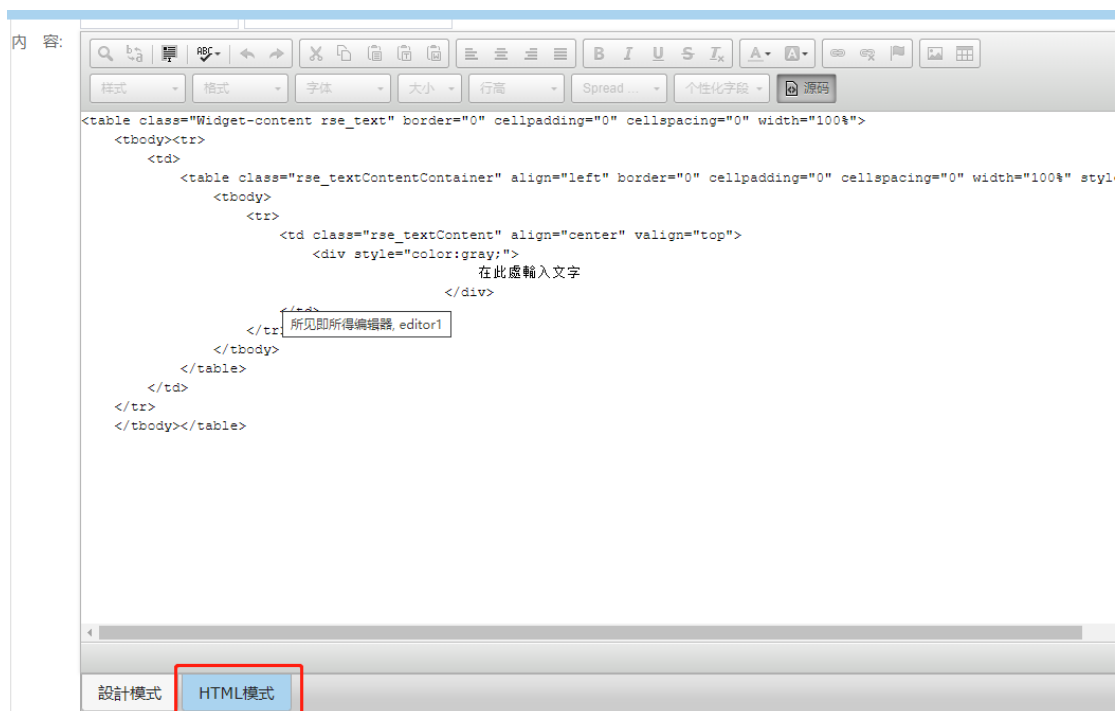 内 容:
样式 格式 字体 大小 行高 Spread ... 个性化字段 源码
<table class="Widget-content rse_text" border="0" cellpadding="0" cellspacing="0" width="100%">
<tbody><tr>
<td>
<table class="rse_textContentContainer" align="left" border="0" cellpadding="0" cellspacing="0" width="100%" styl
<tbody>
<tr>
<td class="rse_textContent" align="center" valign="top">
<div style="color:gray;">
在此處輸入文字
</div>
</td>
所见即所得编辑器, editor1
</tr
</tbody>
</table>
</td>
</tr>
</tbody></table>
設計模式 HTML模式